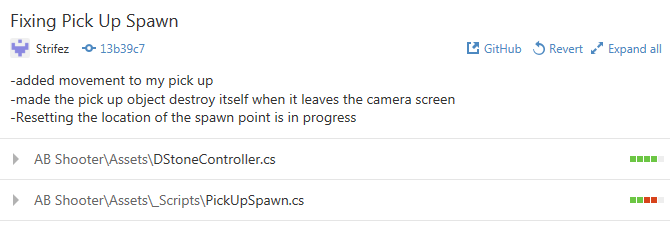 Fixing Pick Up Spawn
Strifez 13b39c7 GitHub Revert Expand all
-added movement to my pick up
-made the pick up object destroy itself when it leaves the camera screen
-Resetting the location of the spawn point is in progress
AB Shooter\Assets\DStoneController.cs
AB Shooter\Assets\_Scripts\PickUpSpawn.cs